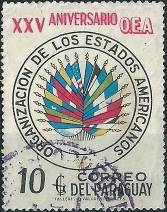 XXV ANIVERSARIO OEA
ORGANIZACION DE LOS ESTADOS AMERICANOS
10 ₲ CORREO
DEL PARAGUAY